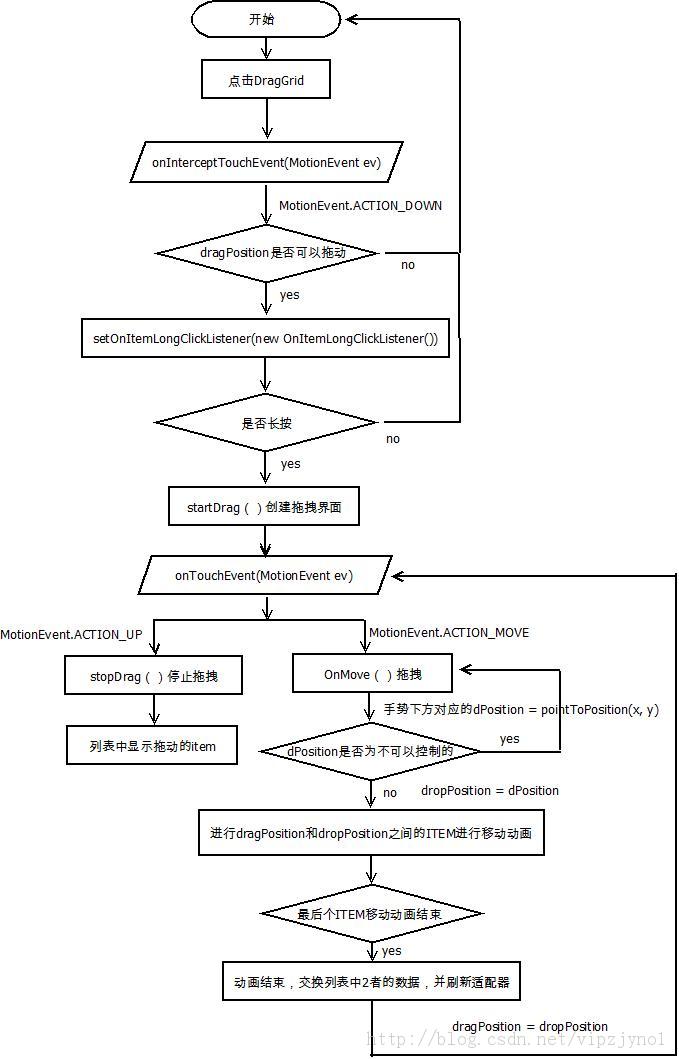 开始
点击DragGrid
onInterceptTouchEvent(MotionEvent ev)
MotionEvent.ACTION_DOWN
dragPosition是否可以拖动
no
yes
setOnItemLongClickListener(new OnItemLongClickListener())
是否长按
no
yes
startDrag（ ）创建拖拽界面
onTouchEvent(MotionEvent ev)
MotionEvent.ACTION_UP
MotionEvent.ACTION_MOVE
stopDrag（ ）停止拖拽
OnMove（ ）拖拽
手势下方对应的dPosition = pointToPosition(x, y)
列表中显示拖动的item
dPosition是否为不可以控制的
yes
no
dropPosition = dPosition
进行dragPosition和dropPosition之间的ITEM进行移动动画
最后个ITEM移动动画结束
yes
动画结束，交换列表中2者的数据，并刷新适配器
dragPosition = dropPosition
http://blog.csdn.net/vipzjyno1